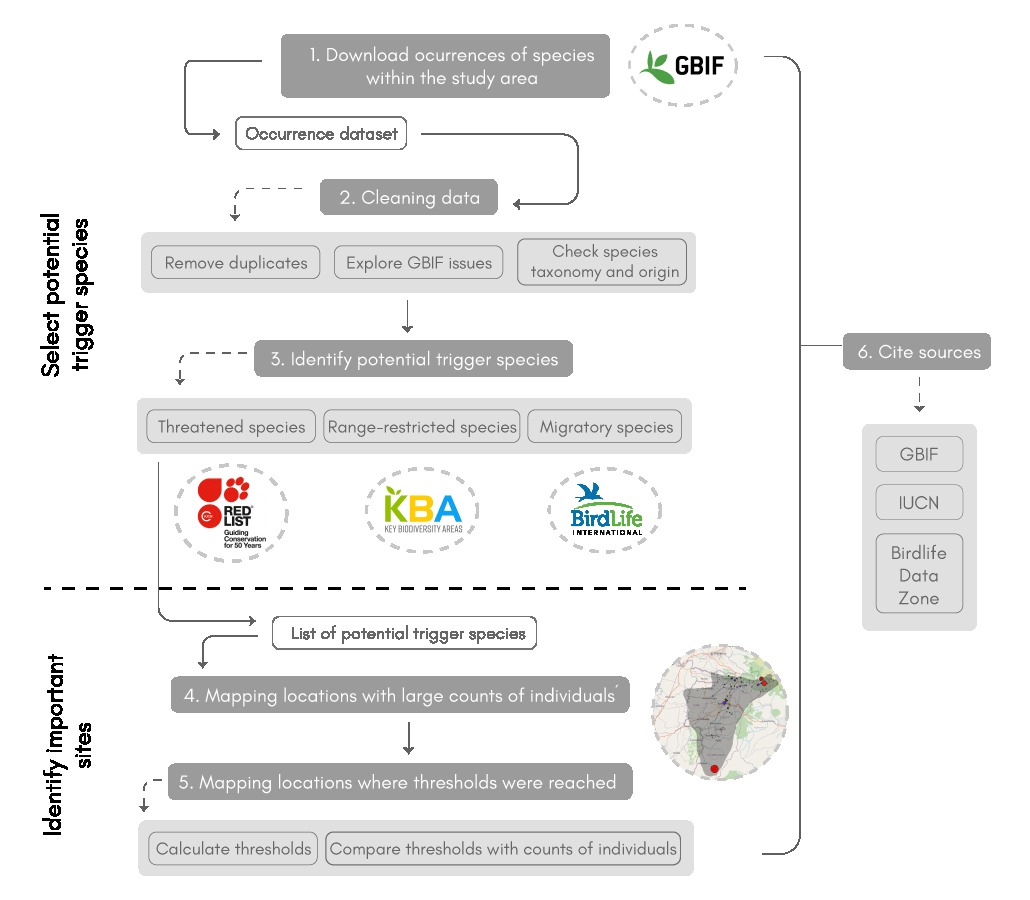 1. Download ocurrences of species
within the study area
GBIF
Occurrence dataset
2. Cleaning data
Remove duplicates
Explore GBIF issues
Check species
taxonomy and origin
Select potential
trigger species
3. Identify potential trigger species
Threatened species
Range-restricted species
Migratory species
RED
LIST
Guiding
Conservation
for 50 Years
KBA
KEY BIODIVERSITY AREAS
BirdLife
INTERNATIONAL
6. Cite sources
GBIF
IUCN
Birdlife
Data
Zone
List of potential trigger species
4. Mapping locations with large counts of individuals´
Identify important
sites
5. Mapping locations where thresholds were reached
Calculate thresholds
Compare thresholds with counts of individuals